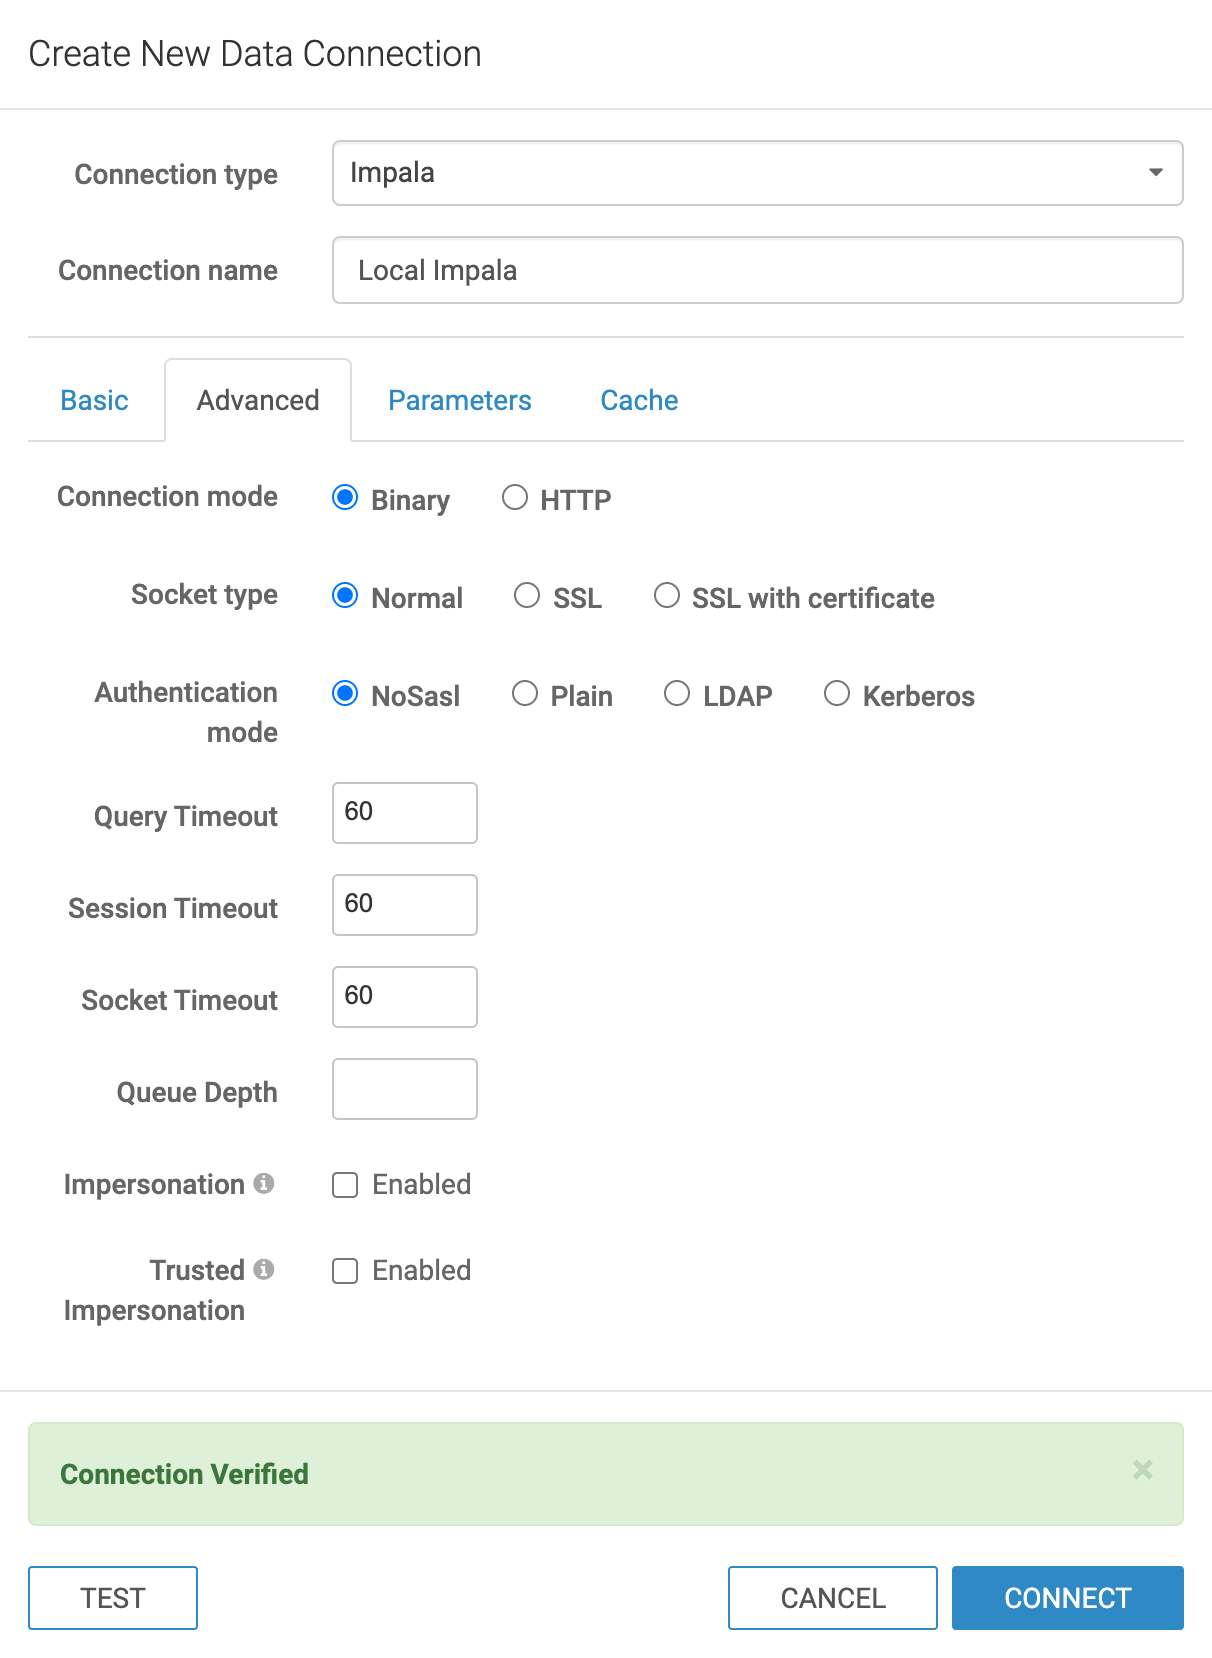 Create New Data Connection
Connection type
Impala
Connection name
Local Impala
Basic
Advanced
Parameters
Cache
Connection mode
Binary
HTTP
Socket type
Normal
SSL
SSL with certificate
Authentication
mode
NoSasl
Plain
LDAP
Kerberos
Query Timeout
60
Session Timeout
60
Socket Timeout
60
Queue Depth
Impersonation
Enabled
Trusted
Impersonation
Enabled
Connection Verified
×
TEST
CANCEL
CONNECT